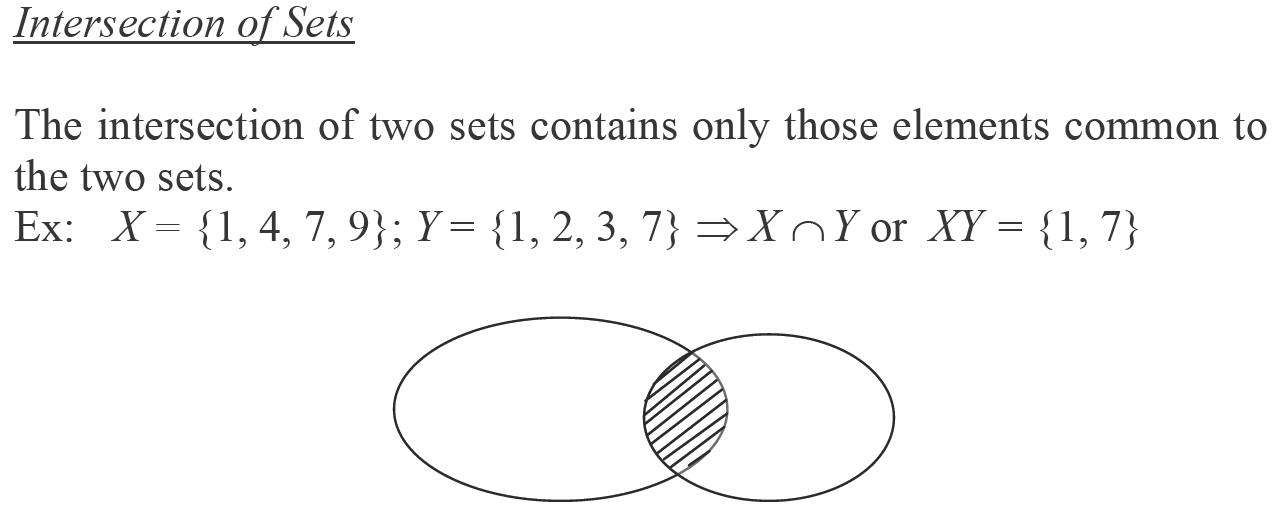 Intersection of Sets
The intersection of two sets contains only those elements common to
the two sets.
Ex: X = {1, 4, 7, 9}; Y = {1, 2, 3, 7} ⇒ X ∩ Y or XY = {1, 7}